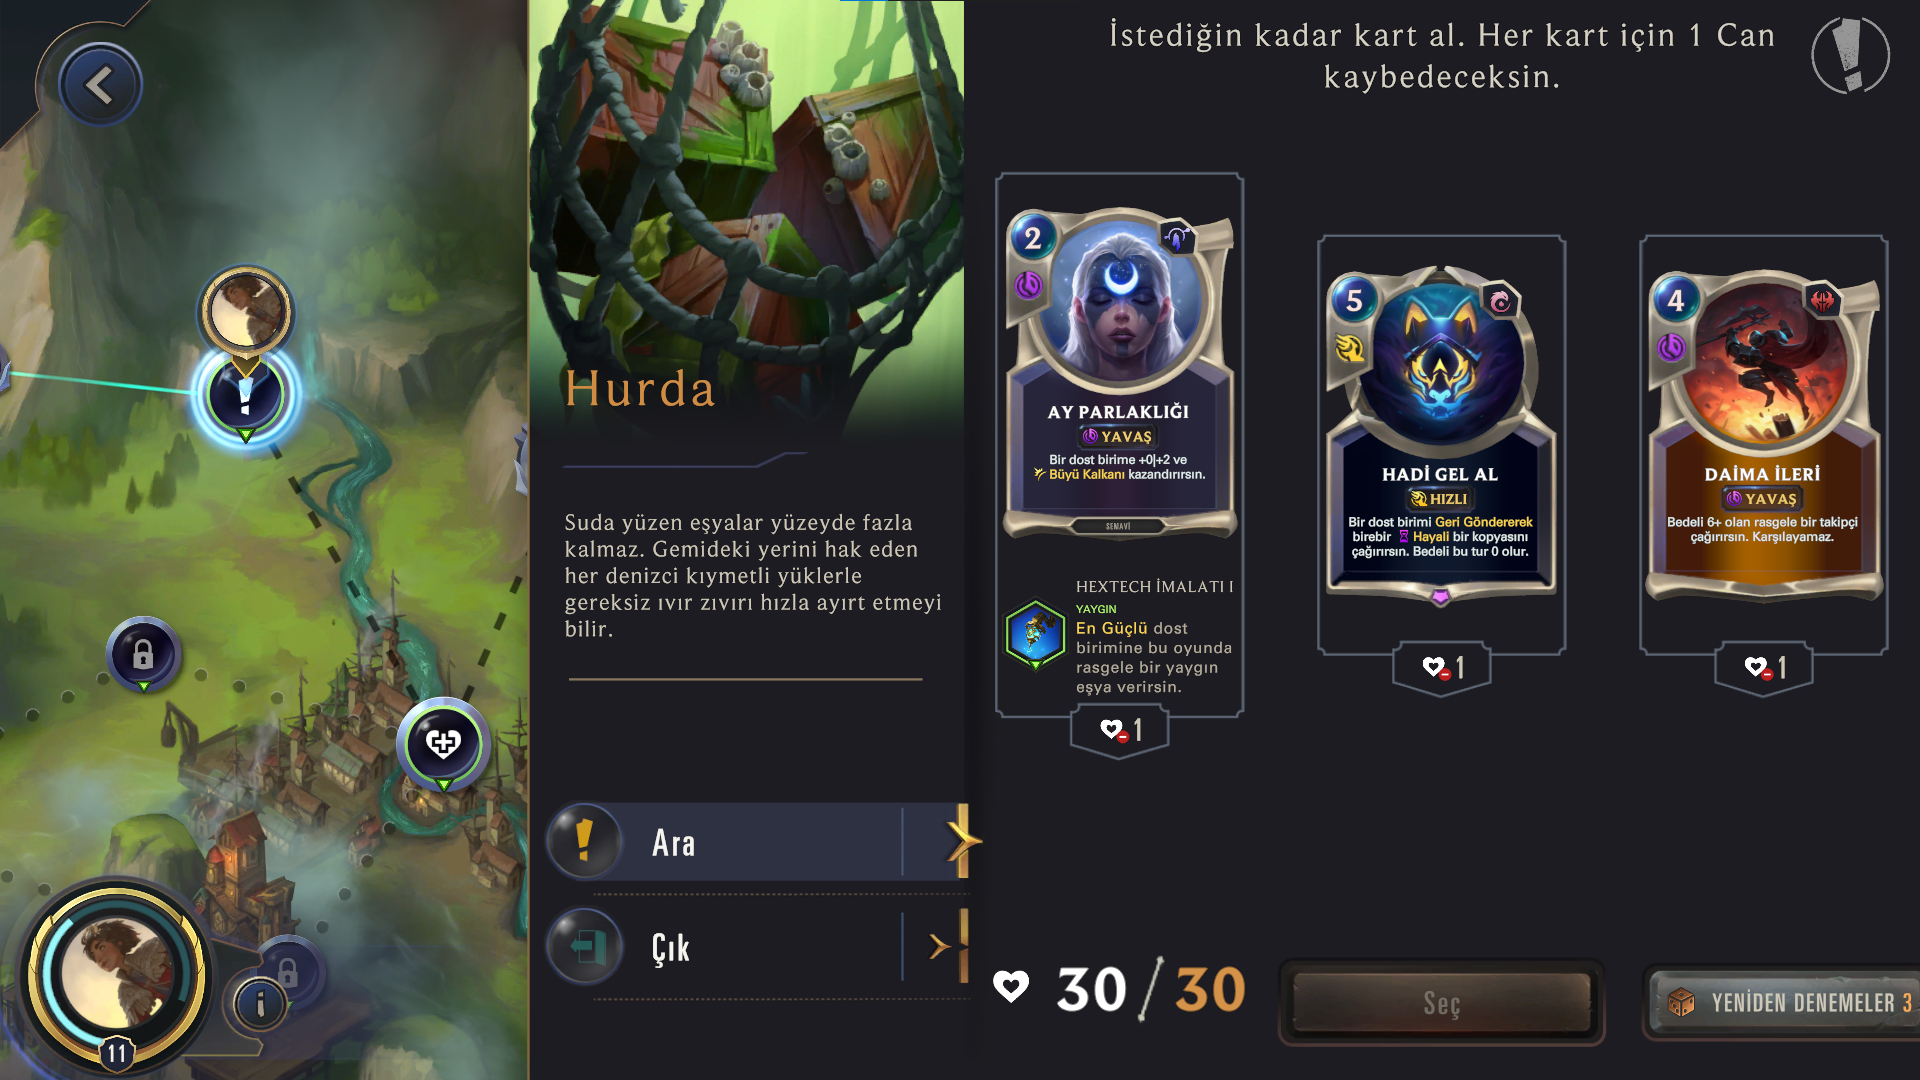 İstediğin kadar kart al. Her kart için 1 Can
kaybedeceksin.
Hurda
Suda yüzen eşyalar yüzeyde fazla
kalmaz. Gemideki yerini hak eden
her denizci kıymetli yüklerle
gereksiz ıvır zıvırı hızla ayırt etmeyi
bilir.
Ara
Çık
11
2
AY PARLAKLIĞI
YAVAŞ
Bir dost birime +0|+2 ve
Büyü Kalkanı kazandırırsın.
SEMAVİ
HEXTECH İMALATI I
YAYGIN
En Güçlü dost
birimine bu oyunda
rasgele bir yaygın
eşya verirsin.
1
5
HADİ GEL AL
HIZLI
Bir dost birimi Geri Göndererek
birebir Hayali bir kopyasını
çağırırsın. Bedeli bu tur 0 olur.
1
4
DAİMA İLERİ
YAVAŞ
Bedeli 6+ olan rasgele bir takipçi
çağırırsın. Karşılayamaz.
1
30/30
Seç
YENİDEN DENEMELER 3